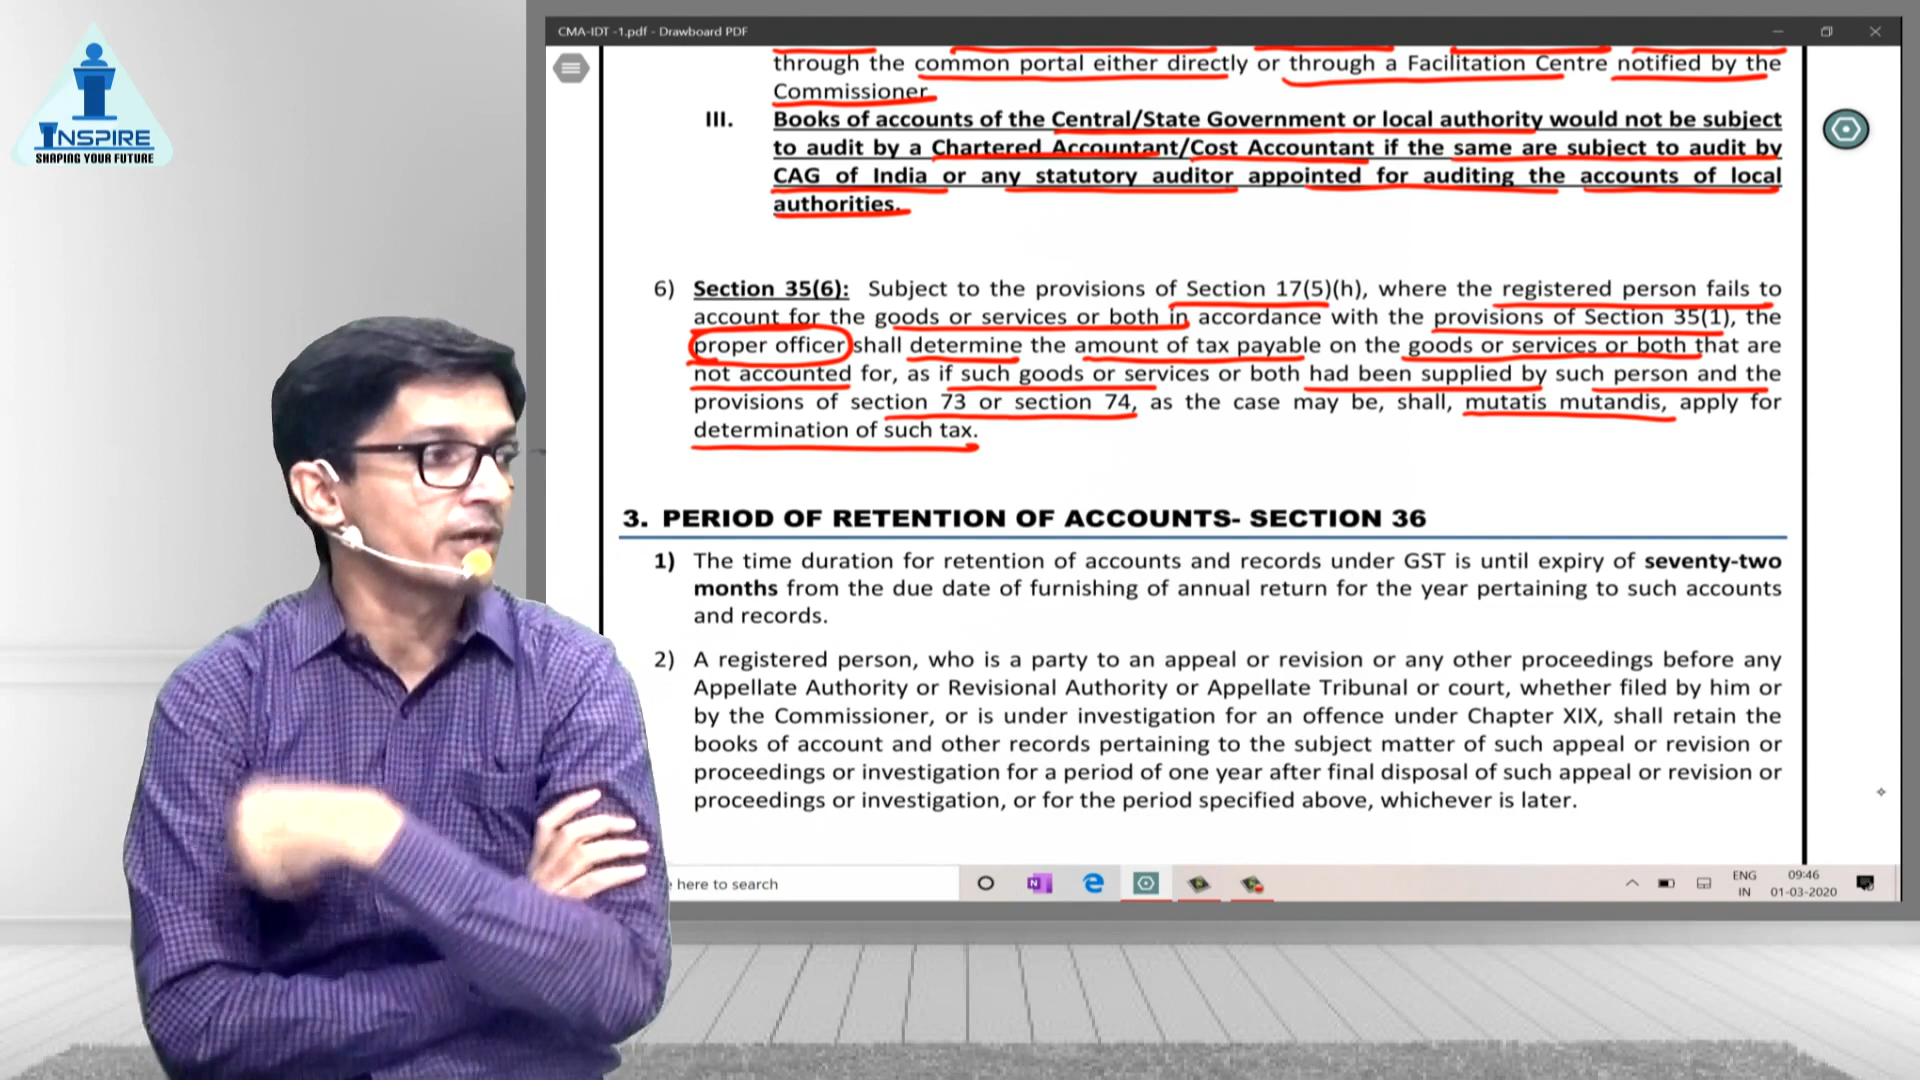 INSPIRE
SHAPING YOUR FUTURE
CMA-IDT -1.pdf - Drawboard PDF
through the common portal either directly or through a Facilitation Centre notified by the
Commissioner
III. Books of accounts of the Central/State Government or local authority would not be subject
to audit by a Chartered Accountant/Cost Accountant if the same are subject to audit by
CAG of India or any statutory auditor appointed for auditing the accounts of local
authorities.
6) Section 35(6): Subject to the provisions of Section 17(5)(h), where the registered person fails to
account for the goods or services or both in accordance with the provisions of Section 35(1), the
proper officer shall determine the amount of tax payable on the goods or services or both that are
not accounted for, as if such goods or services or both had been supplied by such person and the
provisions of section 73 or section 74, as the case may be, shall, mutatis mutandis, apply for
determination of such tax.
3. PERIOD OF RETENTION OF ACCOUNTS- SECTION 36
1) The time duration for retention of accounts and records under GST is until expiry of seventy-two
months from the due date of furnishing of annual return for the year pertaining to such accounts
and records.
2) A registered person, who is a party to an appeal or revision or any other proceedings before any
Appellate Authority or Revisional Authority or Appellate Tribunal or court, whether filed by him or
by the Commissioner, or is under investigation for an offence under Chapter XIX, shall retain the
books of account and other records pertaining to the subject matter of such appeal or revision or
proceedings or investigation for a period of one year after final disposal of such appeal or revision or
proceedings or investigation, or for the period specified above, whichever is later.
here to search
ENG
IN
09:46
01-03-2020